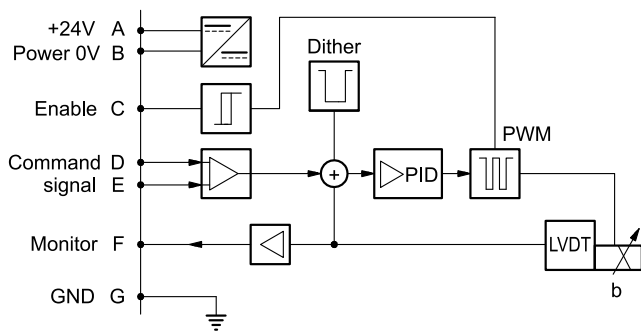 +24V A
Power 0V B
Dither
Enable C
PWM
Command D
signal E
+
PID
Monitor F
LVDT
b
GND G